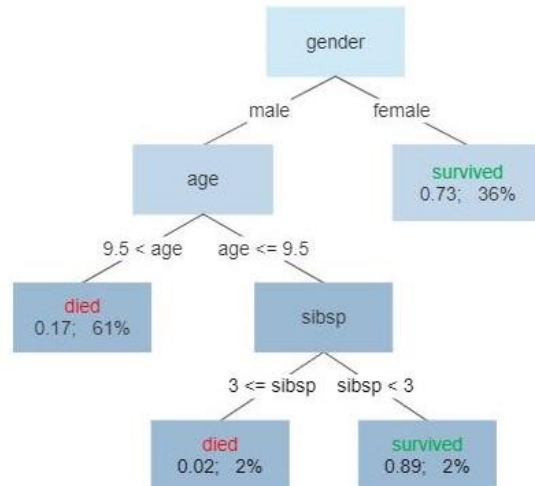 gender
male
female
age
survived
0.73; 36%
9.5 < age
age <= 9.5
died
0.17; 61%
sibsp
3 <= sibsp
sibsp < 3
died
0.02; 2%
survived
0.89; 2%